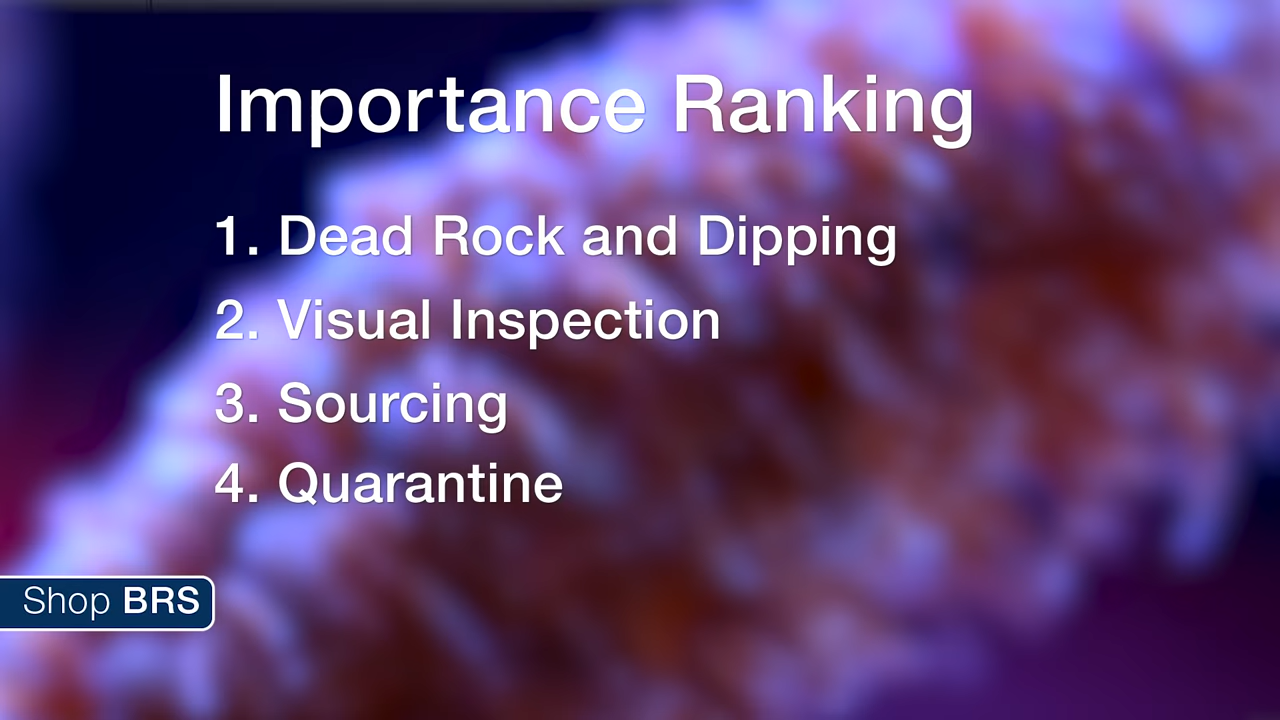 Importance Ranking
1. Dead Rock and Dipping
2. Visual Inspection
3. Sourcing
4. Quarantine
Shop BRS